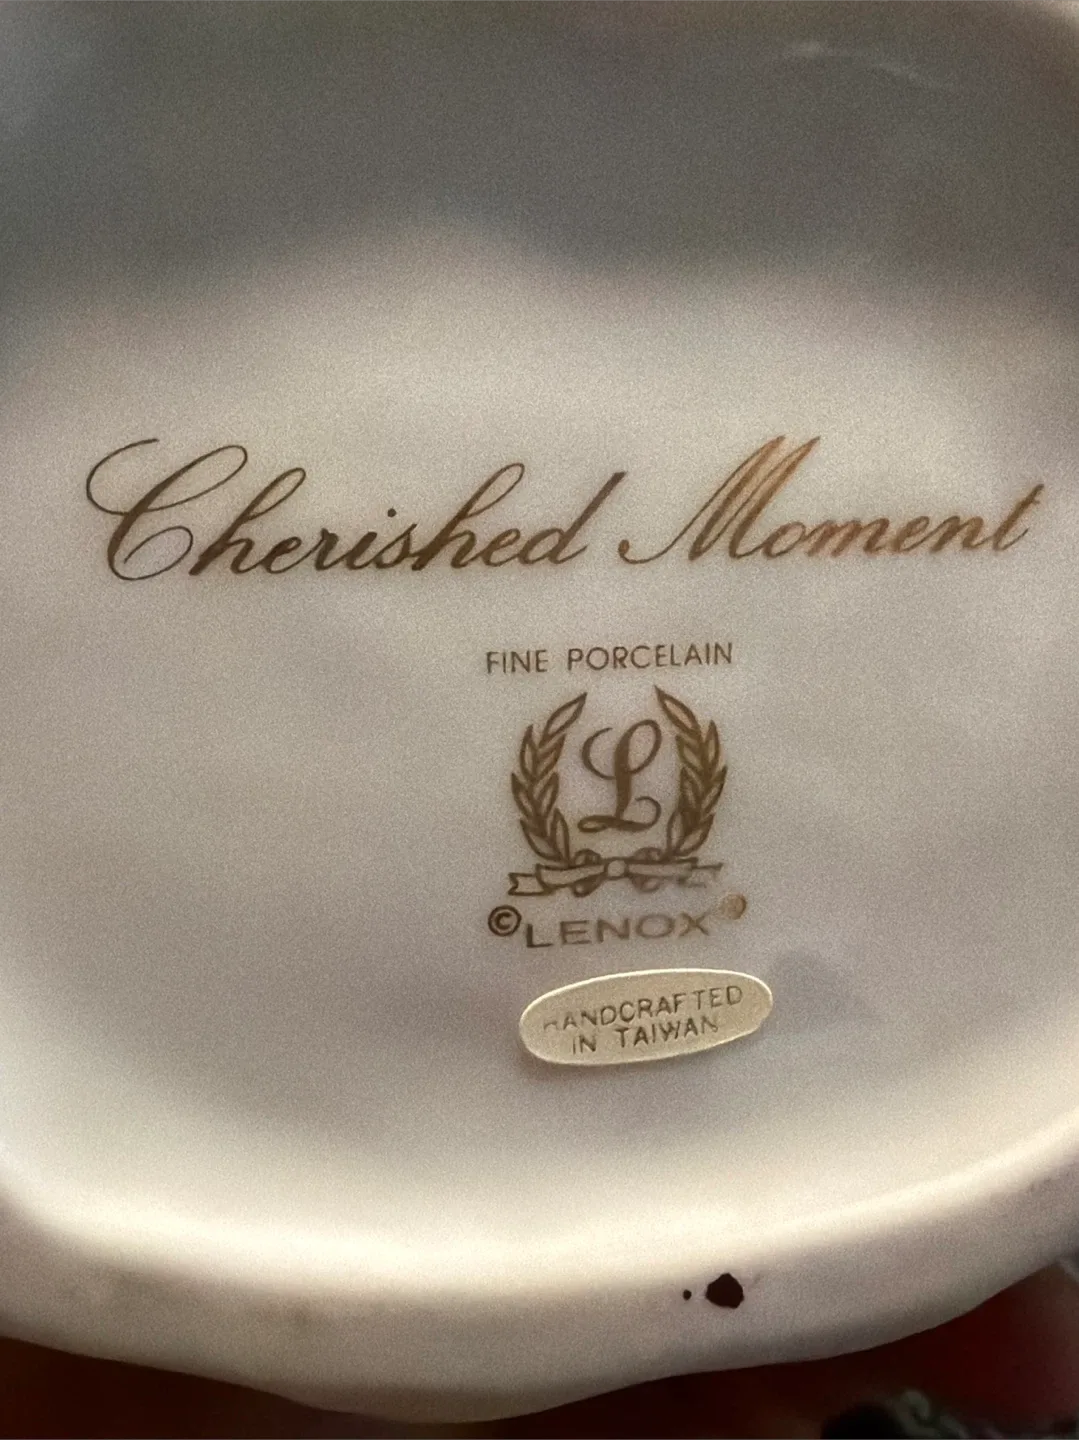 Cherished Moment
FINE PORCELAIN
L
© LENOX®
HANDCRAFTED
IN TAIWAN